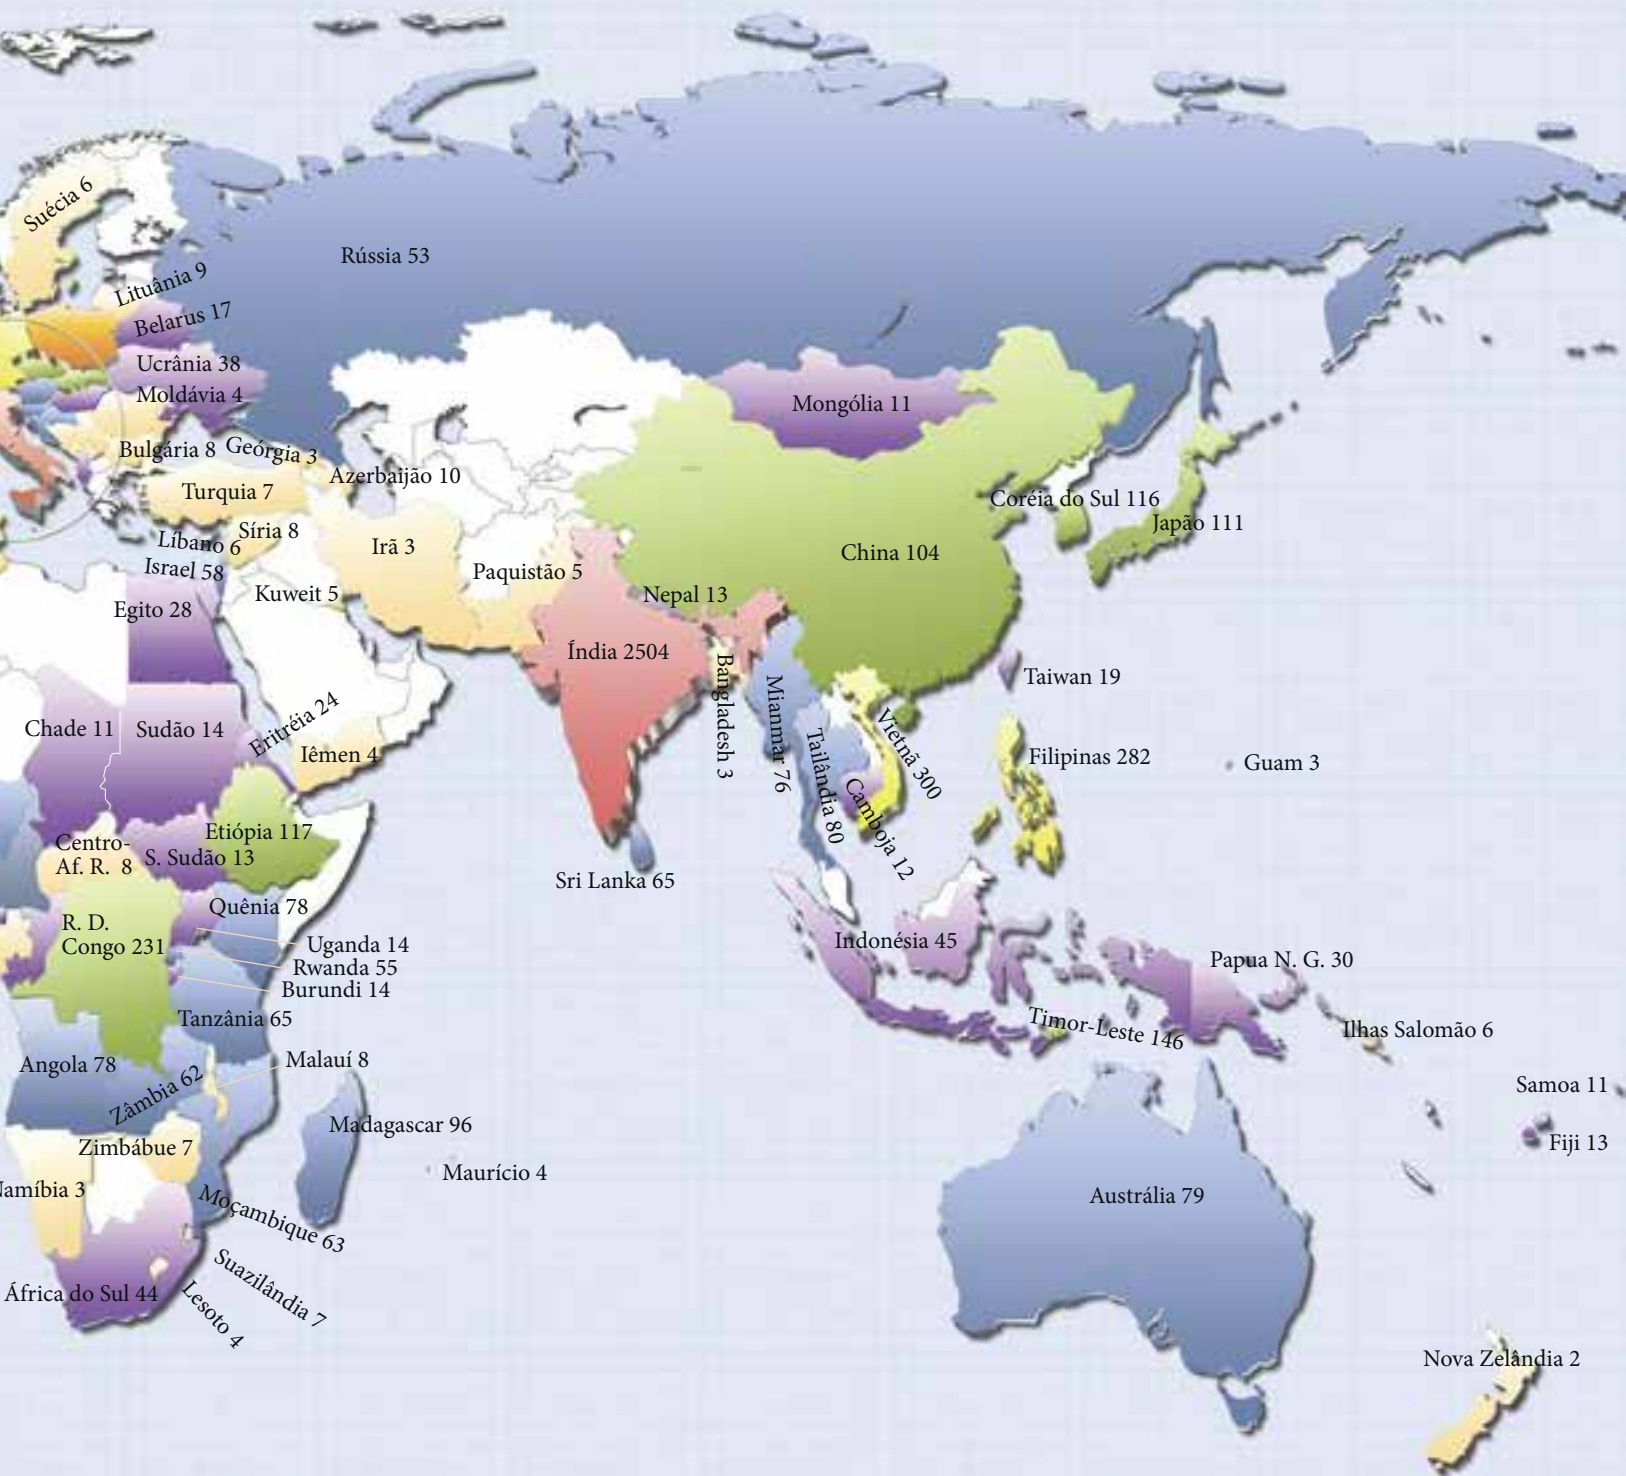 Suécia 6
Rússia 53
Lituânia 9
Belarus 17
Ucrânia 38
Moldávia 4
Mongólia 11
Bulgária 8
Geórgia 3
Azerbaijão 10
Turquia 7
Coréia do Sul 116
Japão 111
Síria 8
Líbano 6
Irã 3
China 104
Israel 58
Paquistão 5
Kuweit 5
Nepal 13
Egito 28
Índia 2504
Bangladesh 3
Mianmar 76
Taiwan 19
Chade 11
Sudão 14
Eritréia 24
Iêmen 4
Tailândia 80
Vietnã 300
Camboja 12
Filipinas 282
Guam 3
Etiópia 117
Centro-
Af. R. 8
S. Sudão 13
Sri Lanka 65
Quênia 78
R. D.
Congo 231
Uganda 14
Rwanda 55
Burundi 14
Indonésia 45
Papua N. G. 30
Tanzânia 65
Timor-Leste 146
Ilhas Salomão 6
Angola 78
Zâmbia 62
Malauí 8
Samoa 11
Madagascar 96
Fiji 13
Zimbábue 7
Maurício 4
Namíbia 3
Moçambique 63
Austrália 79
Suazilândia 7
África do Sul 44
Lesoto 4
Nova Zelândia 2